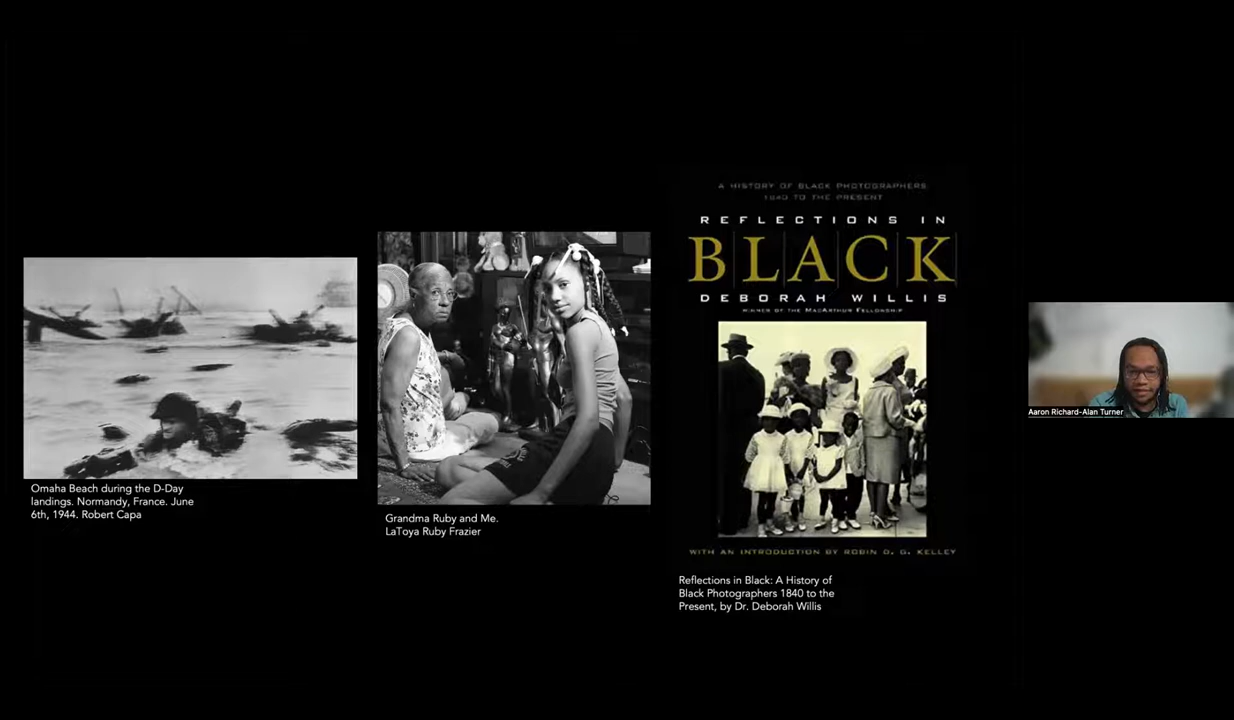 Omaha Beach during the D-Day
landings. Normandy, France. June
6th, 1944. Robert Capa
Grandma Ruby and Me.
LaToya Ruby Frazier
A HISTORY OF BLACK PHOTOGRAPHERS
1840 TO THE PRESENT
REFLECTIONS IN
BLACK
DEBORAH WILLIS
WINNER OF THE MACARTHUR FELLOWSHIP
WITH AN INTRODUCTION BY ROBIN D. G. KELLEY
Reflections in Black: A History of
Black Photographers 1840 to the
Present, by Dr. Deborah Willis
Aaron Richard-Alan Turner